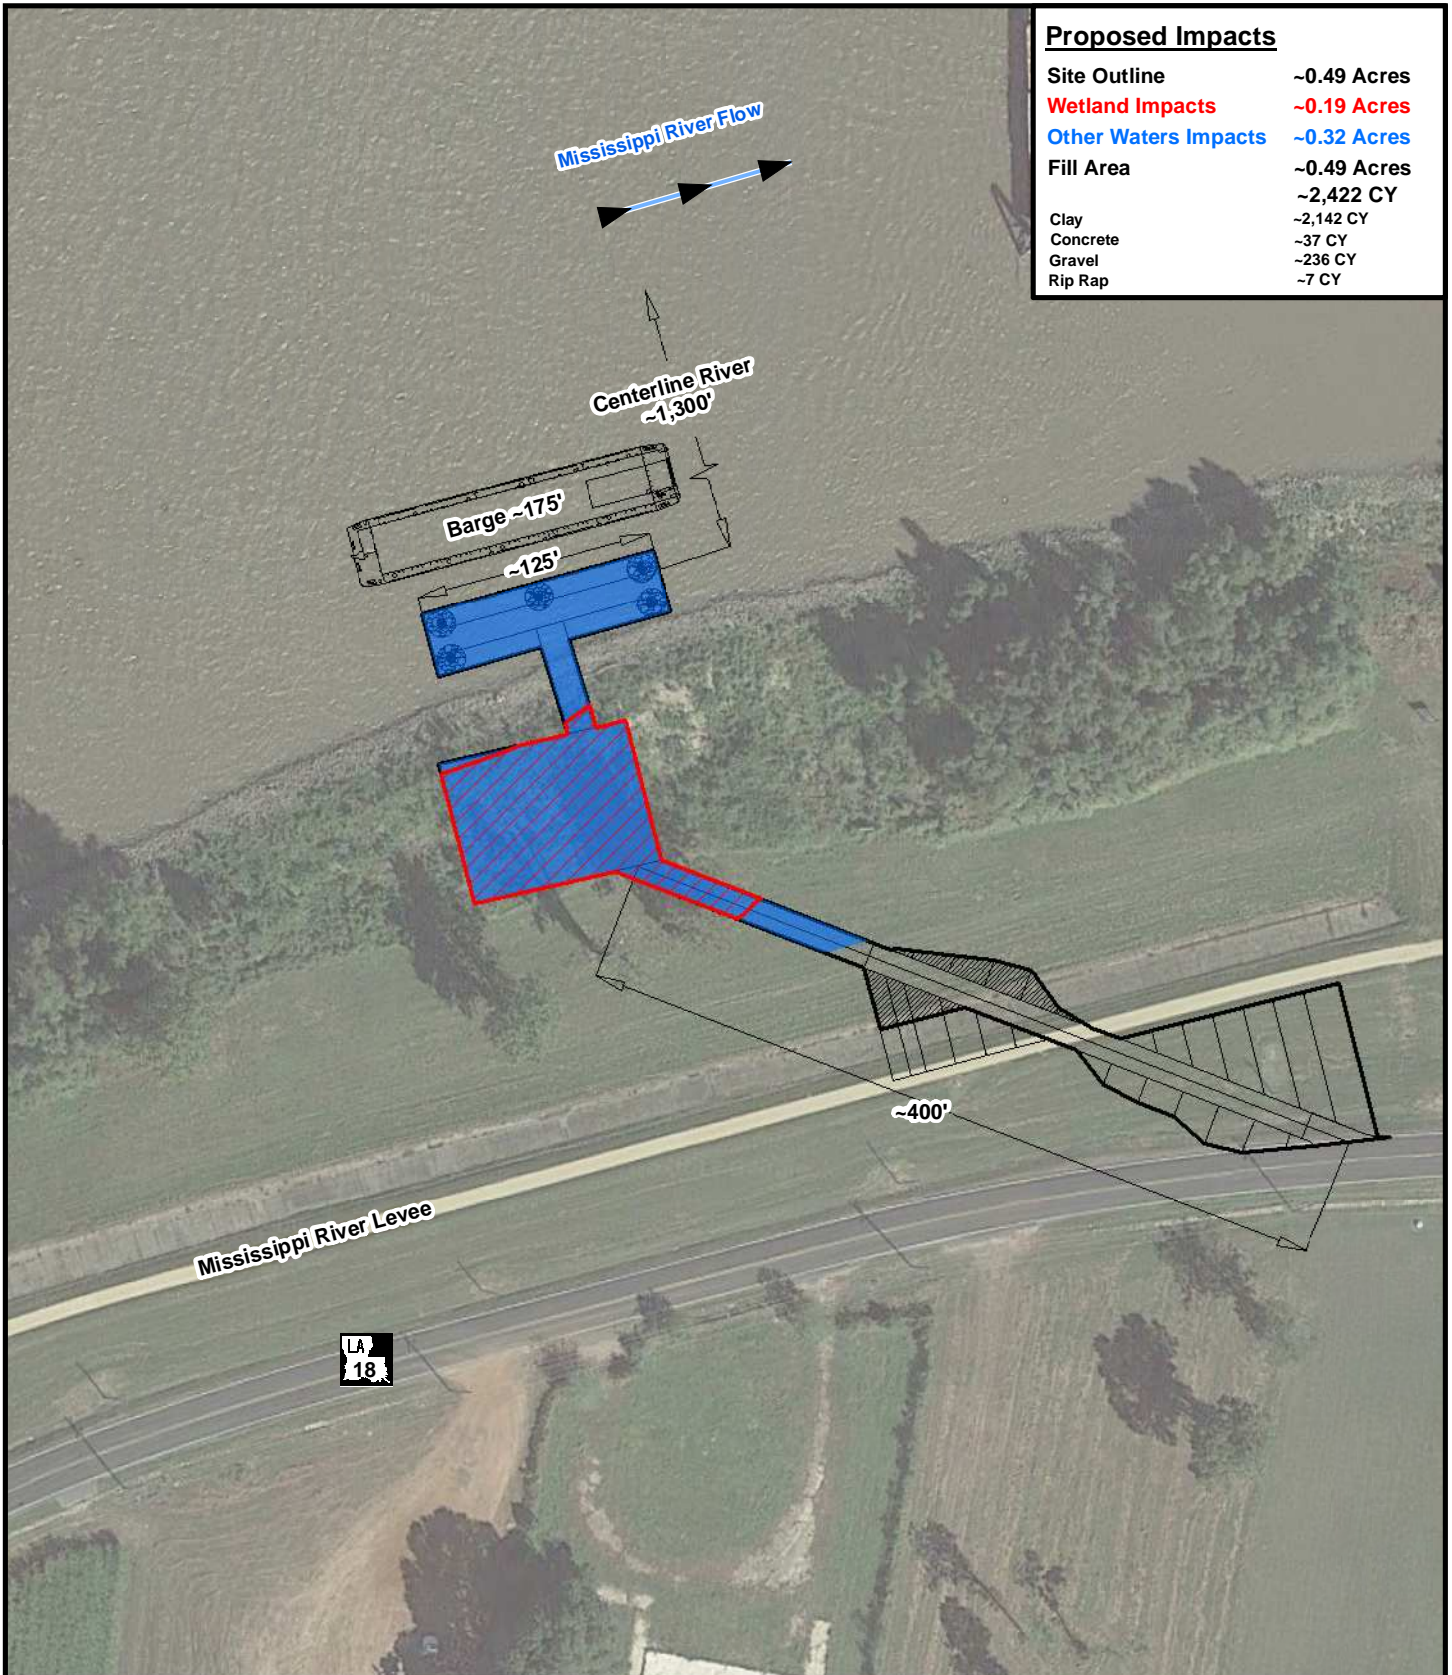 Proposed Impacts
Site Outline ~0.49 Acres
Wetland Impacts ~0.19 Acres
Other Waters Impacts ~0.32 Acres
Fill Area ~0.49 Acres
~2,422 CY
Clay ~2,142 CY
Concrete ~37 CY
Gravel ~236 CY
Rip Rap ~7 CY
Mississippi River Flow
Centerline River
~1,300'
Barge ~175'
~125'
~400'
Mississippi River Levee
LA
18